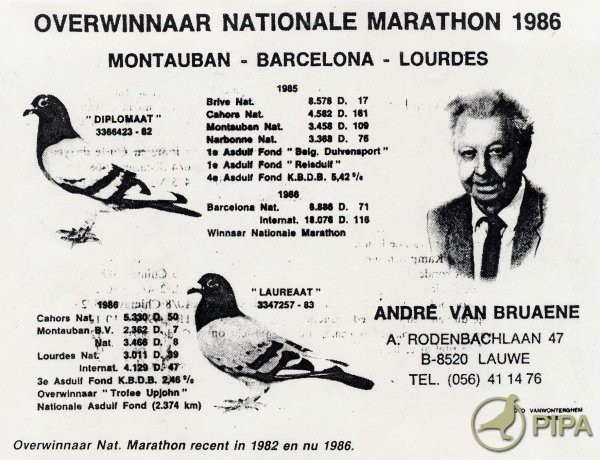 OVERWINNAAR NATIONALE MARATHON 1986
MONTAUBAN - BARCELONA - LOURDES
"DIPLOMAAT"
3366423 - 82
1985
Brive Nat. 8.578 D. 17
Cahors Nat. 4.582 D. 161
Montauban Nat. 3.458 D. 109
Narbonne Nat. 3.368 D. 76
1e Asduif Fond "Belg. Duivensport"
1e Asduif Fond "Reisduif"
4e Asduif Fond K.B.D.B. 5,42 %
1986
Barcelona Nat. 6.886 D. 71
Internat. 18.076 D. 116
Winnaar Nationale Marathon
"LAUREAAT"
3347257 - 83
1986
Cahors Nat. 5.330 D. 50
Montauban B.V. 2.362 D. 7
Nat. 3.466 D. 8
Lourdes Nat. 3.011 D. 39
Internat. 4.129 D. 47
3e Asduif Fond K.B.D.B. 2,46 %
Overwinnaar "Trofee Upjohn"
Nationale Asduif Fond (2.374 km)
ANDRÉ VAN BRUAENE
A. RODENBACHLAAN 47
B-8520 LAUWE
TEL. (056) 41 14 76
VANWONTERGHEM
PIPA
Overwinnaar Nat. Marathon recent in 1982 en nu 1986.